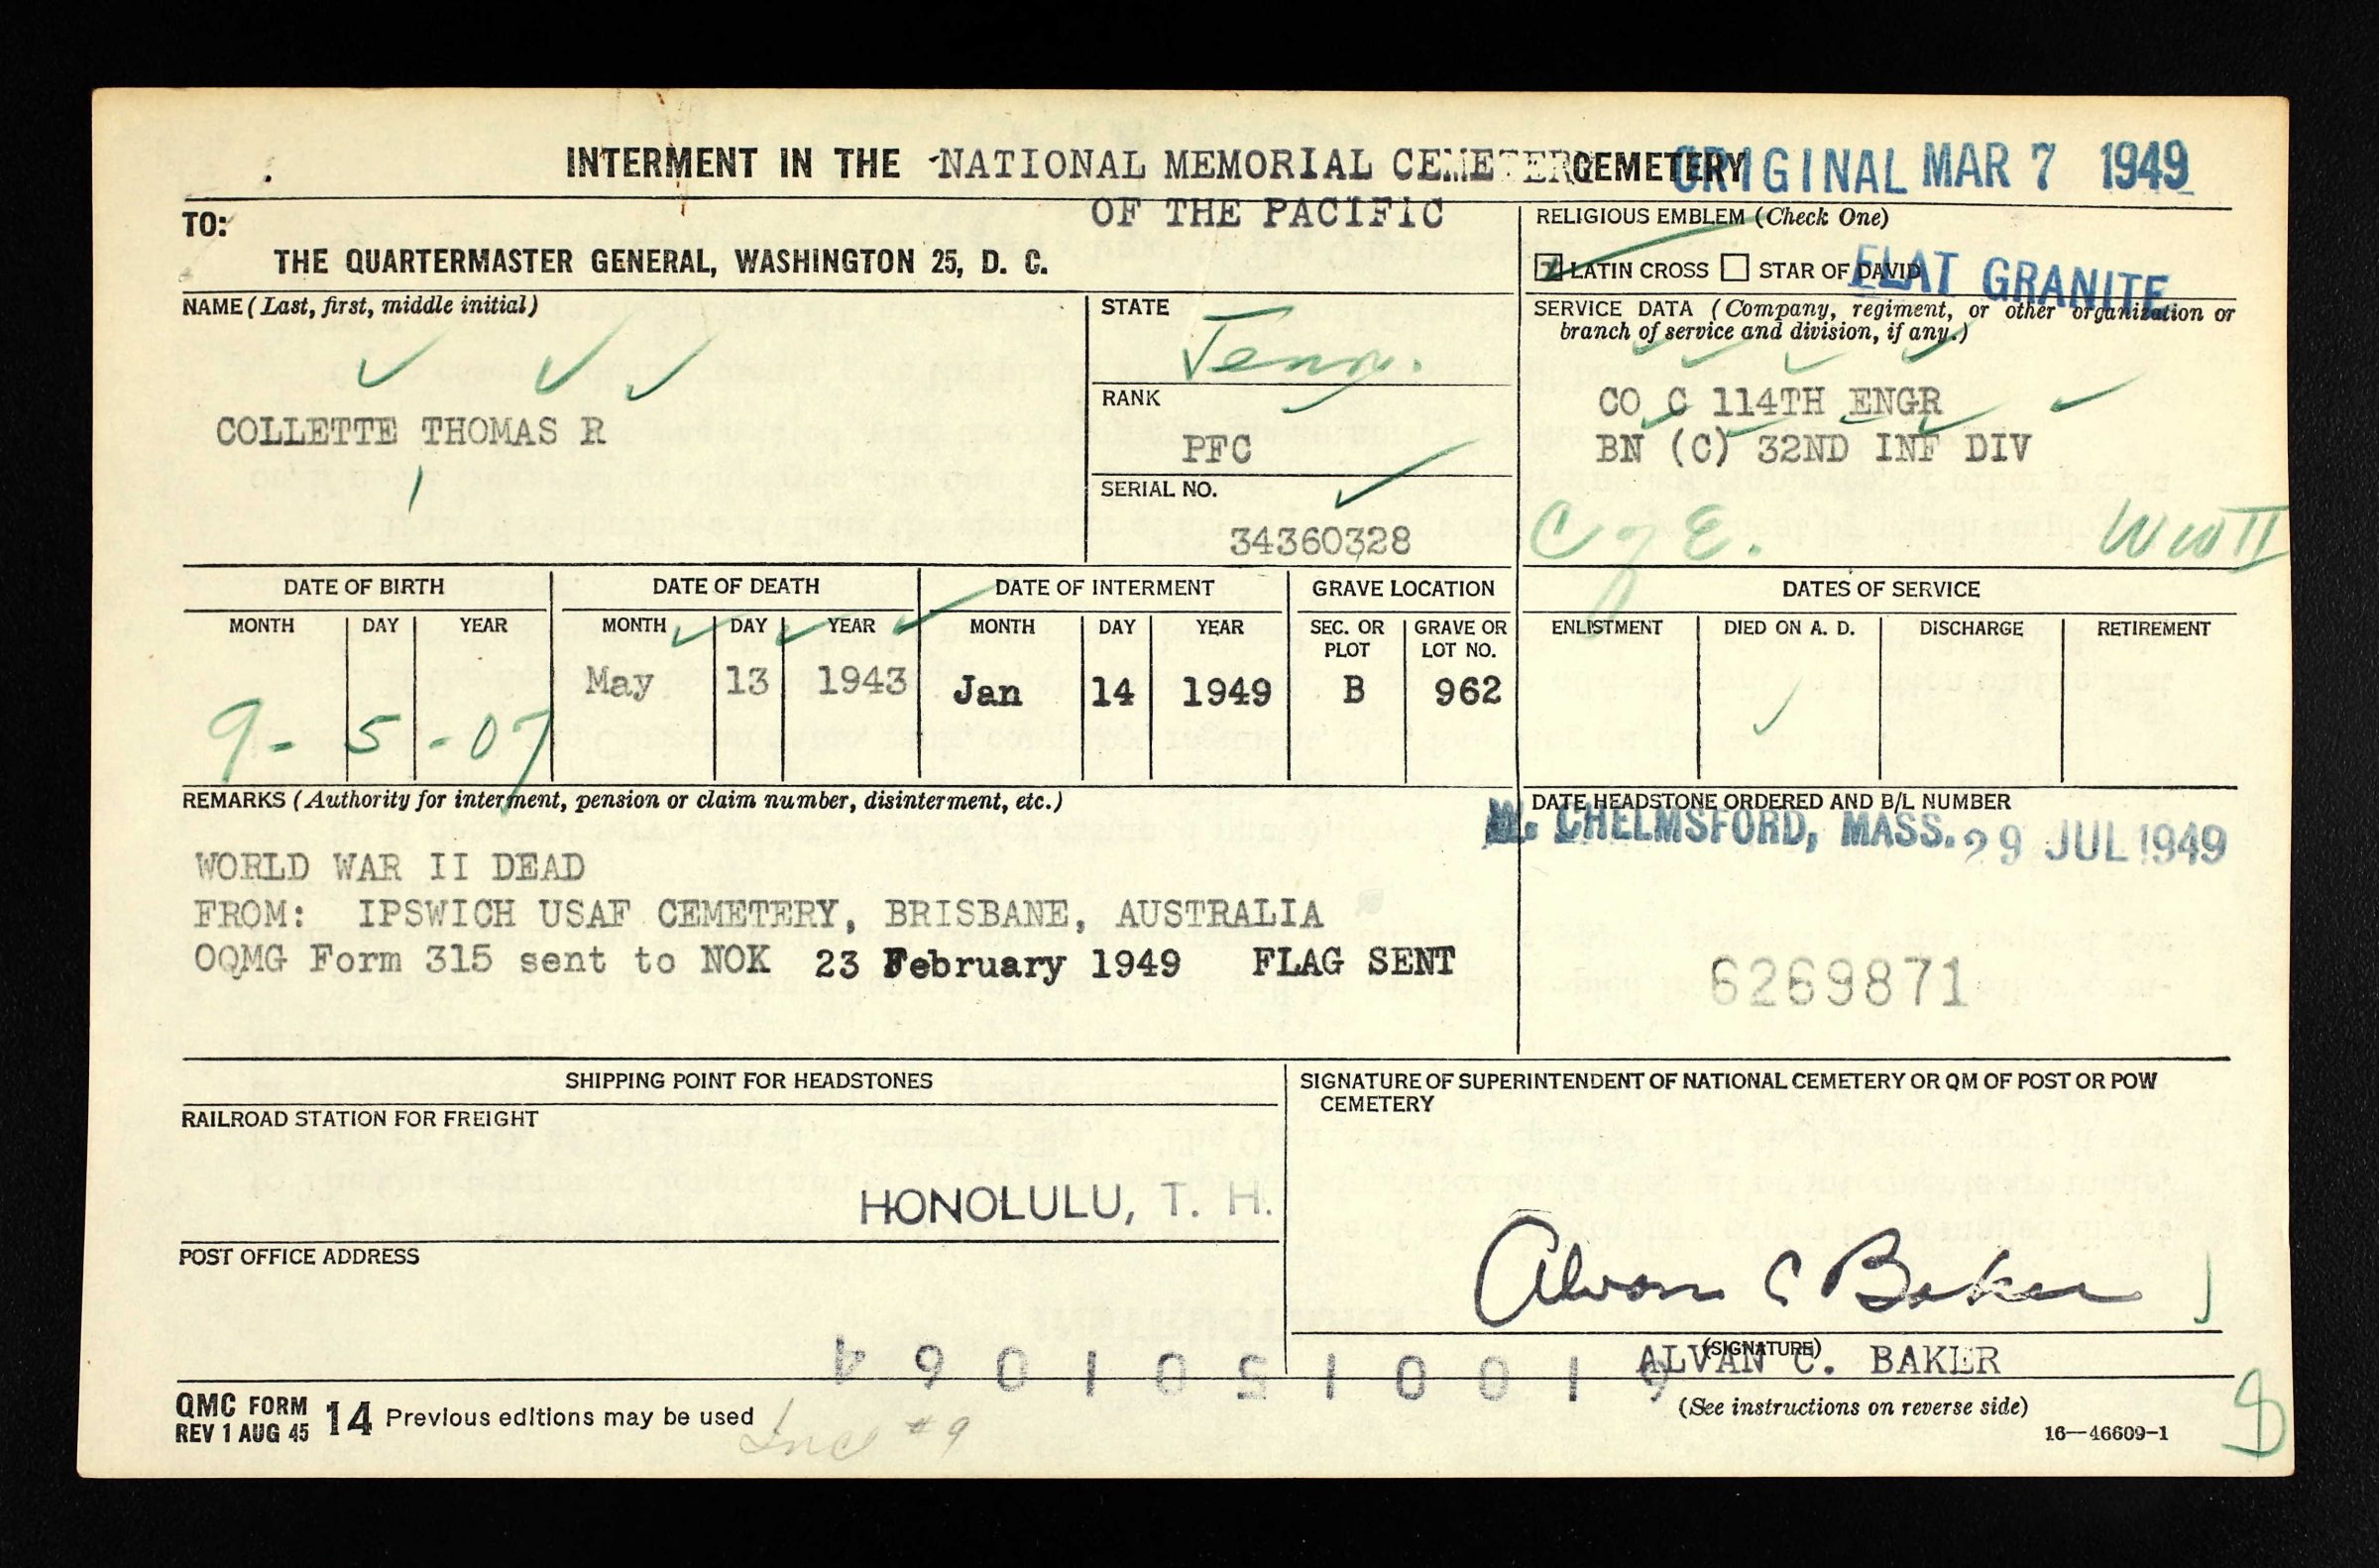 INTERMENT IN THE -NATIONAL MEMORIAL CEMETERY CEMETERY ORIGINAL MAR 7 1949
OF THE PACIFIC
TO:
THE QUARTERMASTER GENERAL, WASHINGTON 25, D. C.
RELIGIOUS EMBLEM (Check One)
LATIN CROSS STAR OF DAVID
FLAT GRANITE
NAME (Last, first, middle initial)
COLLETTE THOMAS R
STATE
Tenn.
RANK
PFC
SERIAL NO.
34360328
SERVICE DATA (Company, regiment, or other organization or
branch of service and division, if any.)
CO C 114TH ENGR
BN (C) 32ND INF DIV
C of E. WW II
DATE OF BIRTH
MONTH DAY YEAR
9- 5 -07
DATE OF DEATH
MONTH DAY YEAR
May 13 1943
DATE OF INTERMENT
MONTH DAY YEAR
Jan 14 1949
GRAVE LOCATION
SEC. OR PLOT
GRAVE OR LOT NO.
B 962
DATES OF SERVICE
ENLISTMENT DIED ON A. D. DISCHARGE RETIREMENT
REMARKS (Authority for interment, pension or claim number, disinterment, etc.)
WORLD WAR II DEAD
FROM: IPSWICH USAF CEMETERY, BRISBANE, AUSTRALIA
OQMG Form 315 sent to NOK 23 February 1949 FLAG SENT
DATE HEADSTONE ORDERED AND B/L NUMBER
W. CHELMSFORD, MASS. 29 JUL 1949
6269871
SHIPPING POINT FOR HEADSTONES
RAILROAD STATION FOR FREIGHT
HONOLULU, T. H.
POST OFFICE ADDRESS
SIGNATURE OF SUPERINTENDENT OF NATIONAL CEMETERY OR QM OF POST OR POW
CEMETERY
Alvan C Baker
(SIGNATURE)
ALVAN C. BAKER
(See instructions on reverse side)
16—46609-1
QMC FORM 14 Previous editions may be used
REV 1 AUG 45
Incl #9